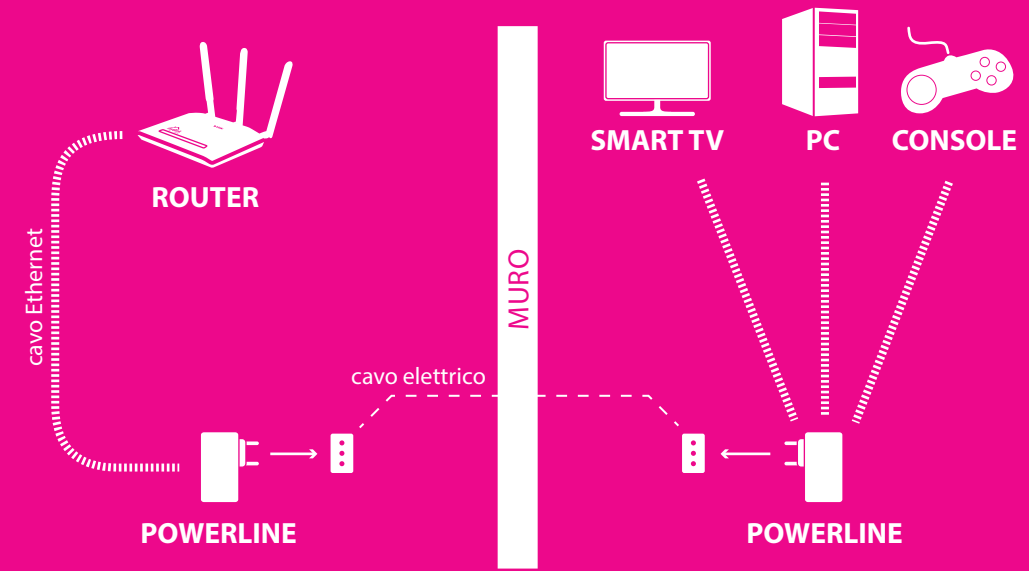 ROUTER
cavo Ethernet
cavo elettrico
POWERLINE
MURO
SMART TV
PC
CONSOLE
POWERLINE